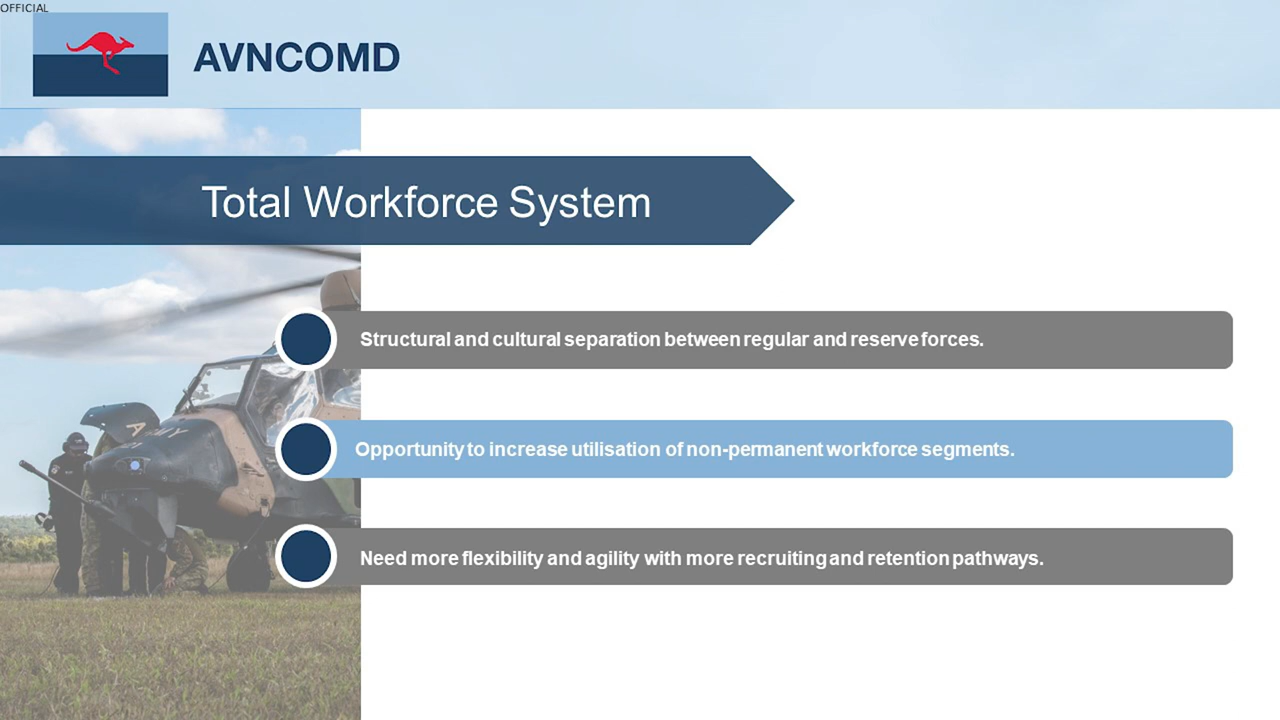 OFFICIAL
AVNCOMD
Total Workforce System
Structural and cultural separation between regular and reserve forces.
ARMY
Opportunity to increase utilisation of non-permanent workforce segments.
Need more flexibility and agility with more recruiting and retention pathways.